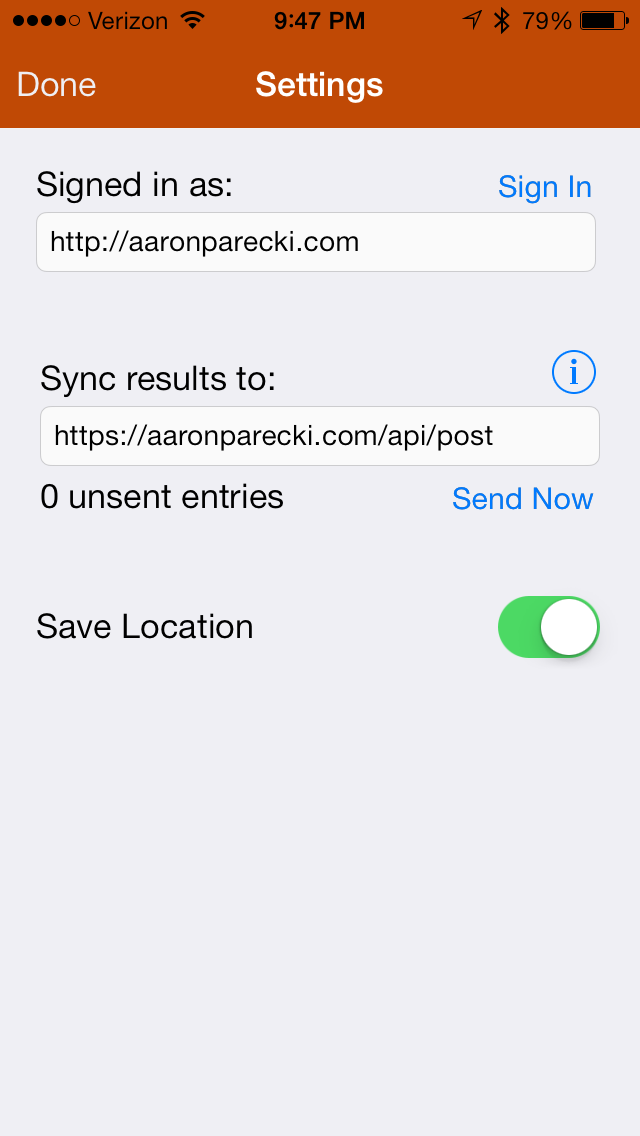 Verizon 9:47 PM 79%
Done Settings
Signed in as: Sign In
http://aaronparecki.com
Sync results to: i
https://aaronparecki.com/api/post
0 unsent entries Send Now
Save Location